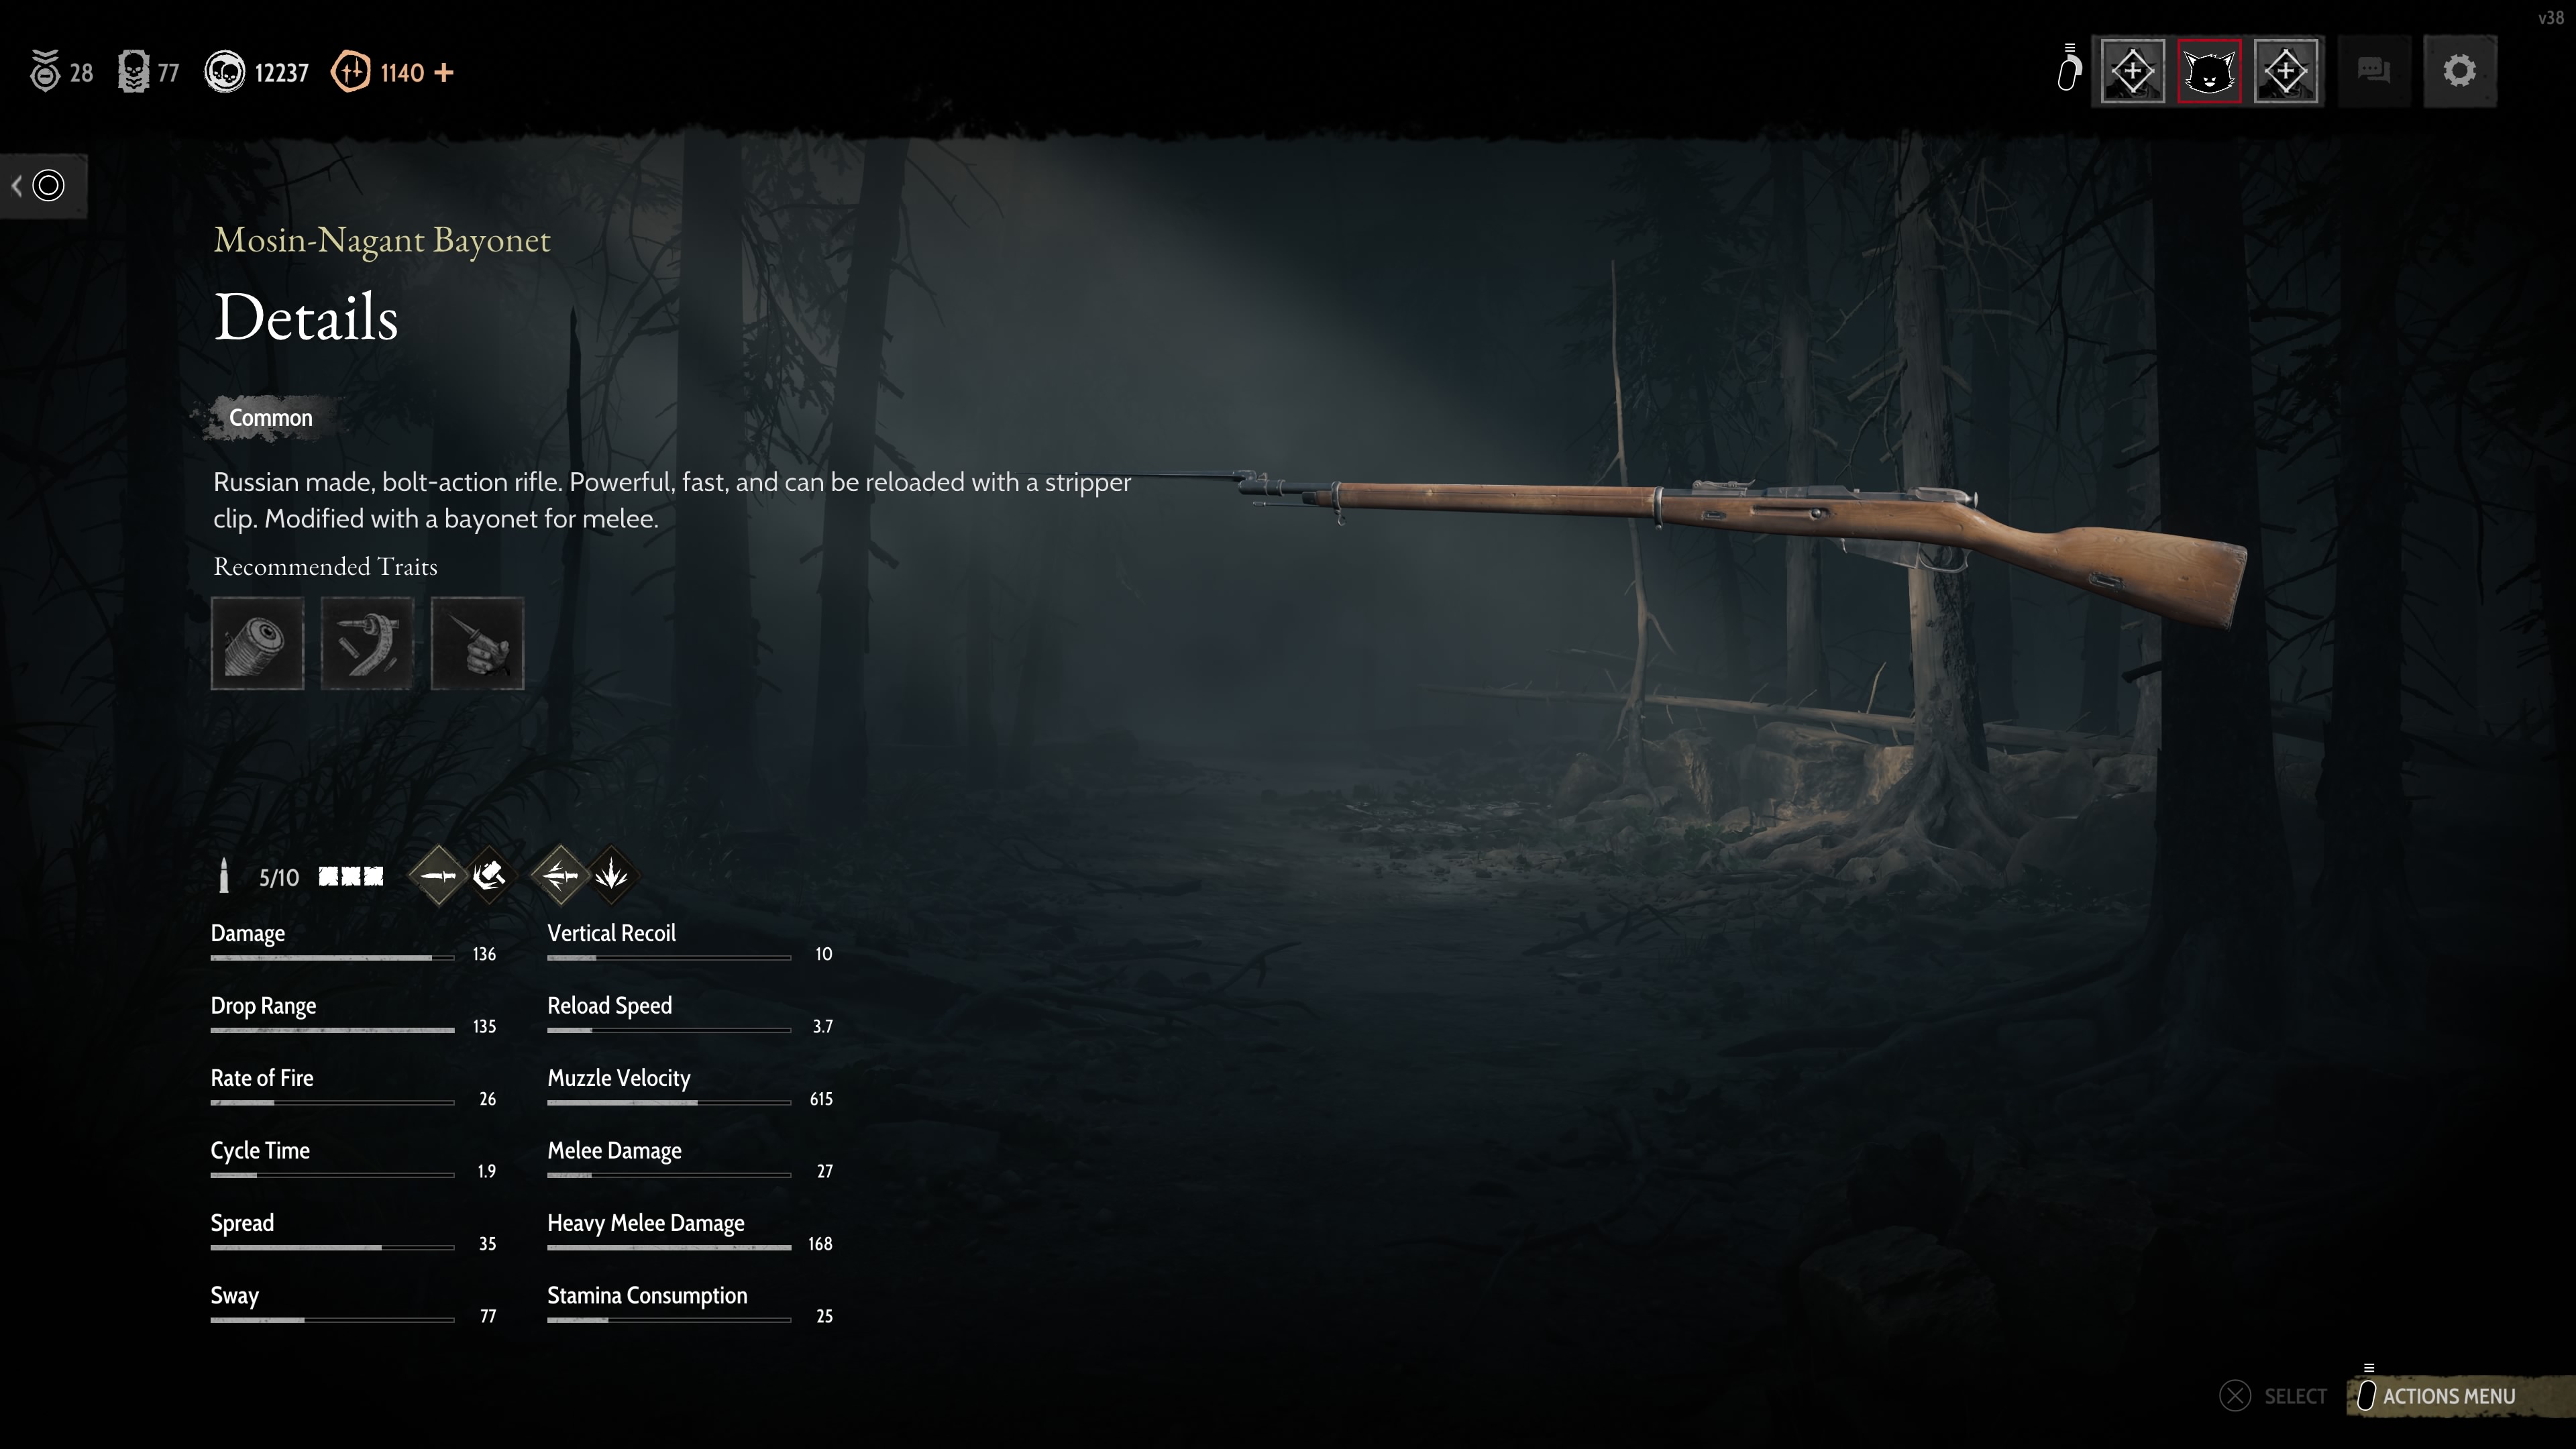 v38
28
77
12237
1140
Mosin-Nagant Bayonet
Details
Common
Russian made, bolt-action rifle. Powerful, fast, and can be reloaded with a stripper
clip. Modified with a bayonet for melee.
Recommended Traits
5/10
Damage
136
Vertical Recoil
10
Drop Range
135
Reload Speed
3.7
Rate of Fire
26
Muzzle Velocity
615
Cycle Time
1.9
Melee Damage
27
Spread
35
Heavy Melee Damage
168
Sway
77
Stamina Consumption
25
SELECT
ACTIONS MENU